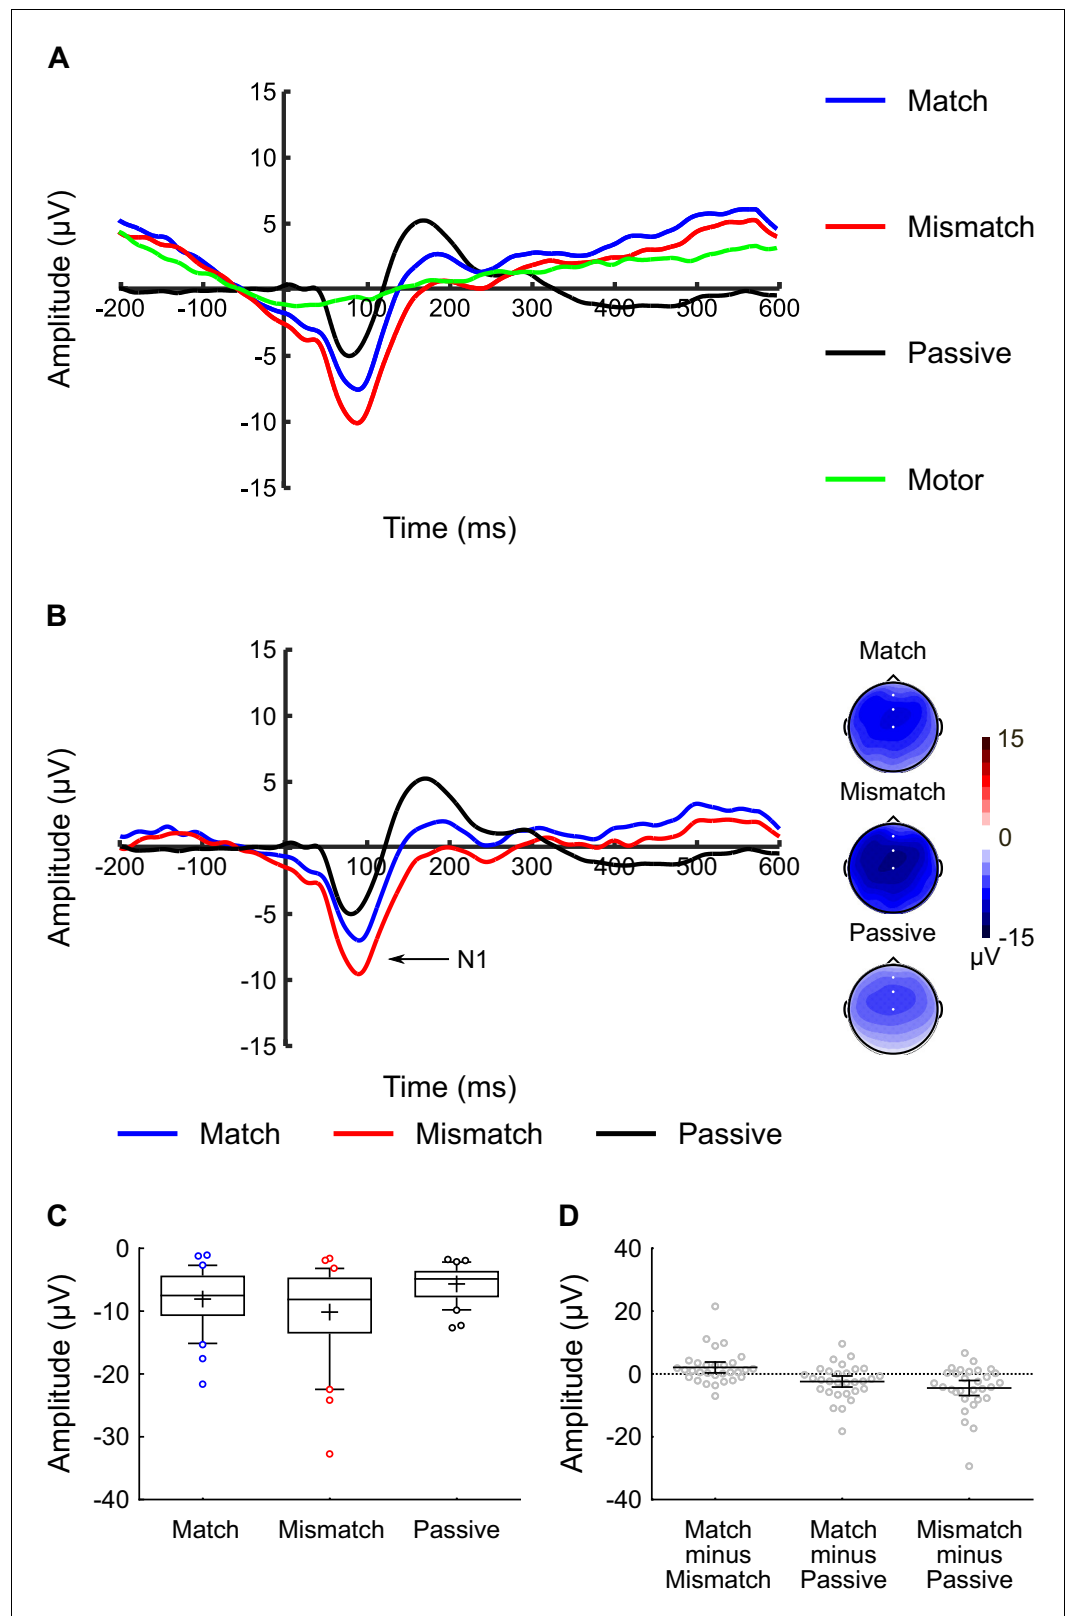 A
Amplitude (µV)
15
10
5
-5
-10
-15
-200
-100
100
200
300
400
500
600
Time (ms)
Match
Mismatch
Passive
Motor
B
Amplitude (µV)
15
10
5
-5
-10
-15
-200
-100
100
200
300
400
500
600
N1
Time (ms)
Match
Mismatch
Passive
15
0
-15
µV
Match
Mismatch
Passive
C
Amplitude (µV)
0
-10
-20
-30
-40
Match
Mismatch
Passive
D
Amplitude (µV)
40
20
0
-20
-40
Match
minus
Mismatch
Match
minus
Passive
Mismatch
minus
Passive